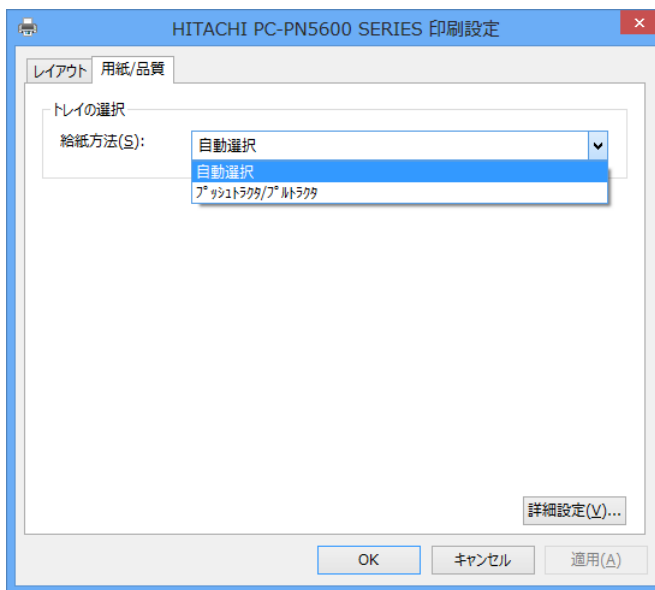 HITACHI PC-PN5600 SERIES 印刷設定
レイアウト 用紙/品質
トレイの選択
給紙方法(S): 自動選択
自動選択
ﾌﾟｯｼｭﾄﾗｸﾀ/ﾌﾟﾙﾄﾗｸﾀ
詳細設定(V)...
OK キャンセル 適用(A)